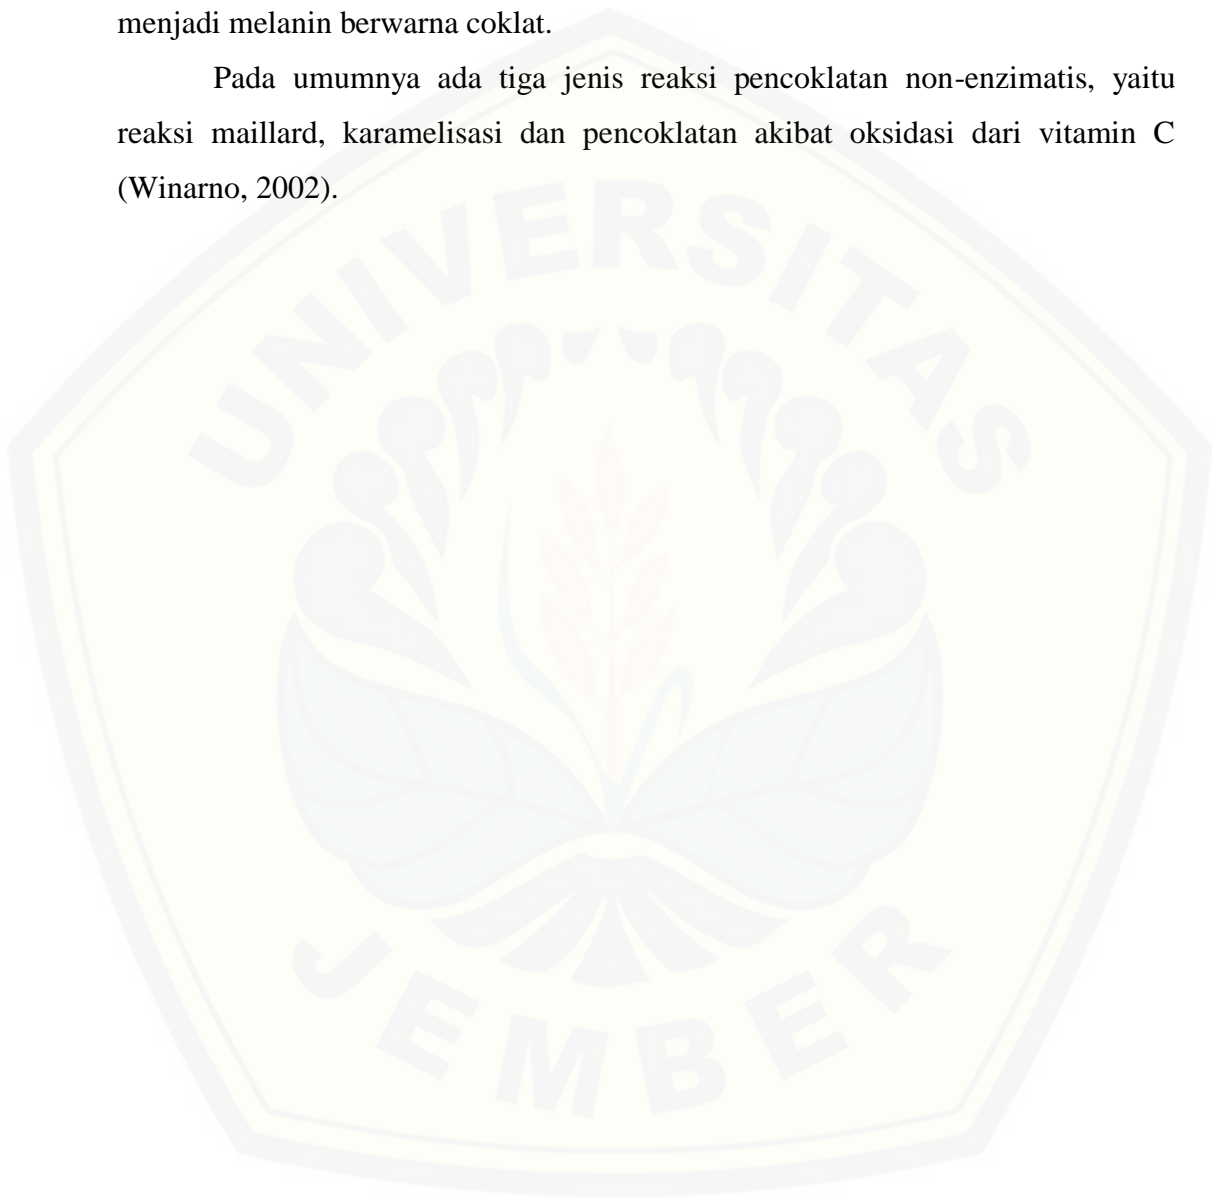 menjadi melanin berwarna coklat.
Pada umumnya ada tiga jenis reaksi pencoklatan non-enzimatis, yaitu
reaksi maillard, karamelisasi dan pencoklatan akibat oksidasi dari vitamin C
(Winarno, 2002).
UNIVERSITAS
JEMBER